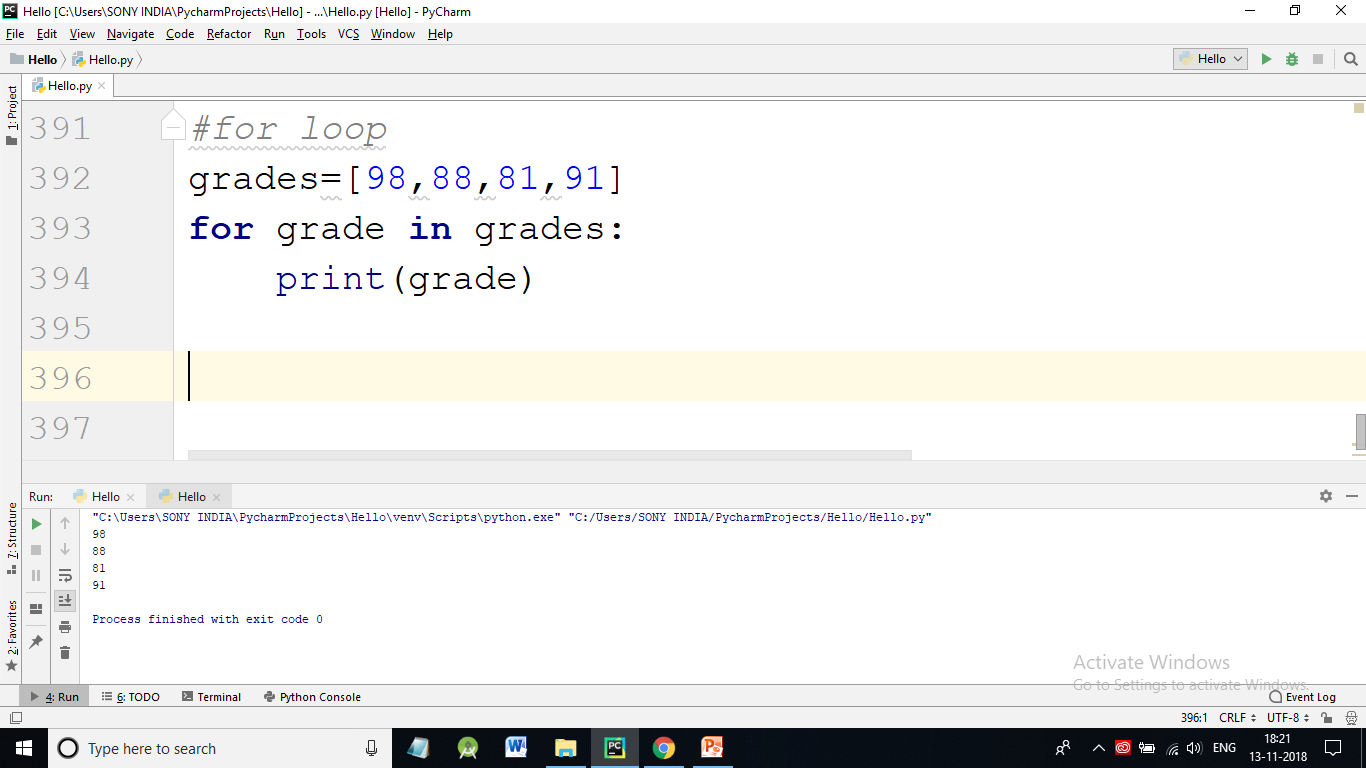 Hello [C:\Users\SONY INDIA\PycharmProjects\Hello] - ...\Hello.py [Hello] - PyCharm
File Edit View Navigate Code Refactor Run Tools VCS Window Help
Hello Hello.py Hello
Hello.py
1: Project
391 #for loop
392 grades=[98,88,81,91]
393 for grade in grades:
394     print(grade)
395
396
397
Run: Hello Hello
7: Structure
2: Favorites
"C:\Users\SONY INDIA\PycharmProjects\Hello\venv\Scripts\python.exe" "C:/Users/SONY INDIA/PycharmProjects/Hello/Hello.py"
98
88
81
91
Process finished with exit code 0
Activate Windows
Go to Settings to activate Windows.
4: Run 6: TODO Terminal Python Console Event Log
396:1 CRLF UTF-8
Type here to search
ENG
18:21
13-11-2018